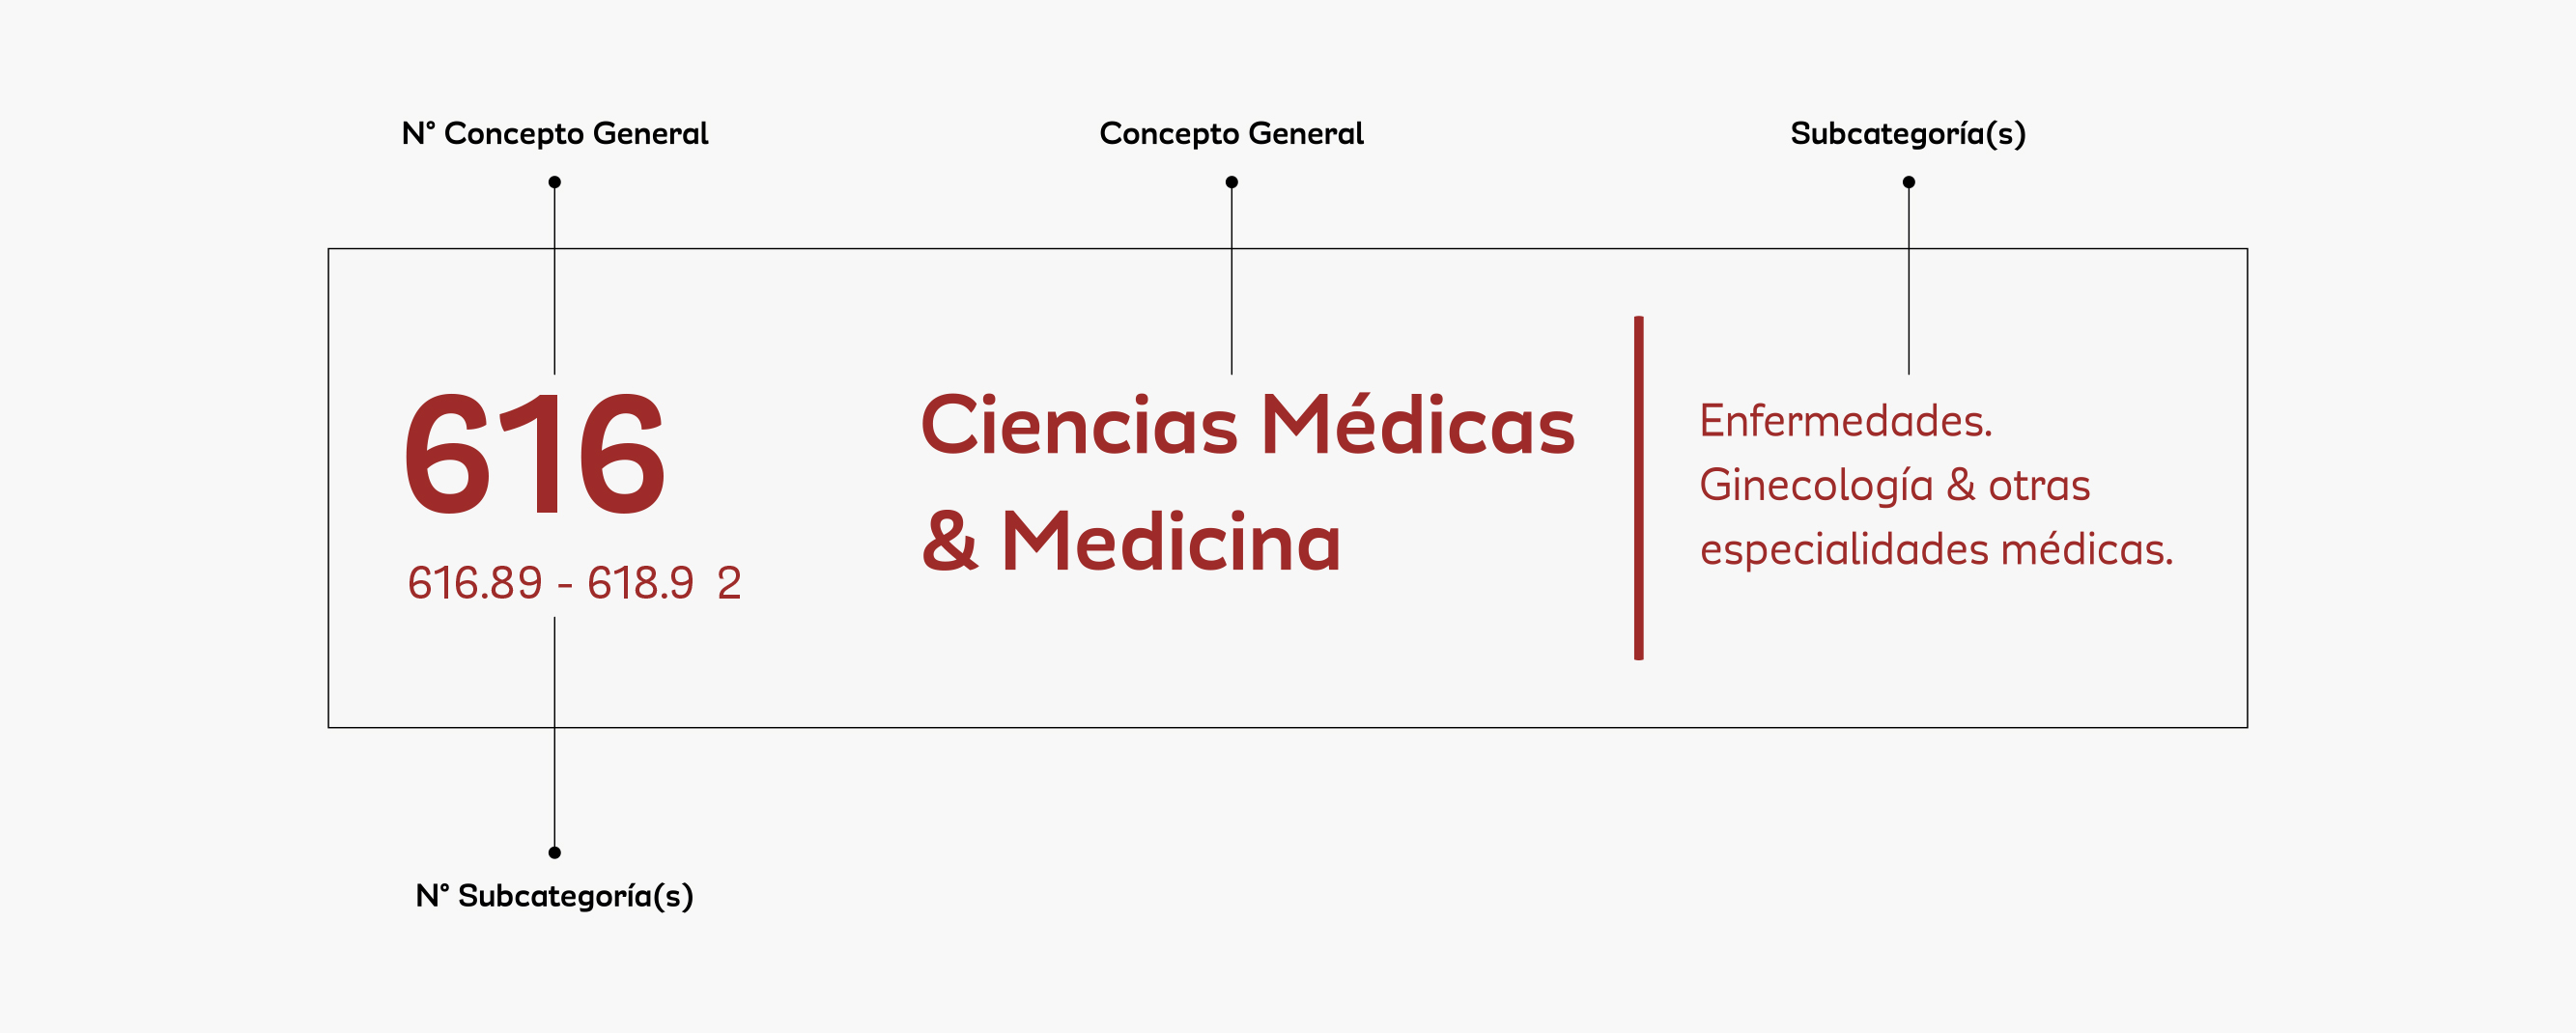 N° Concepto General
Concepto General
Subcategoría(s)
616
616.89 - 618.9 2
Ciencias Médicas
& Medicina
Enfermedades.
Ginecología & otras
especialidades médicas.
N° Subcategoría(s)